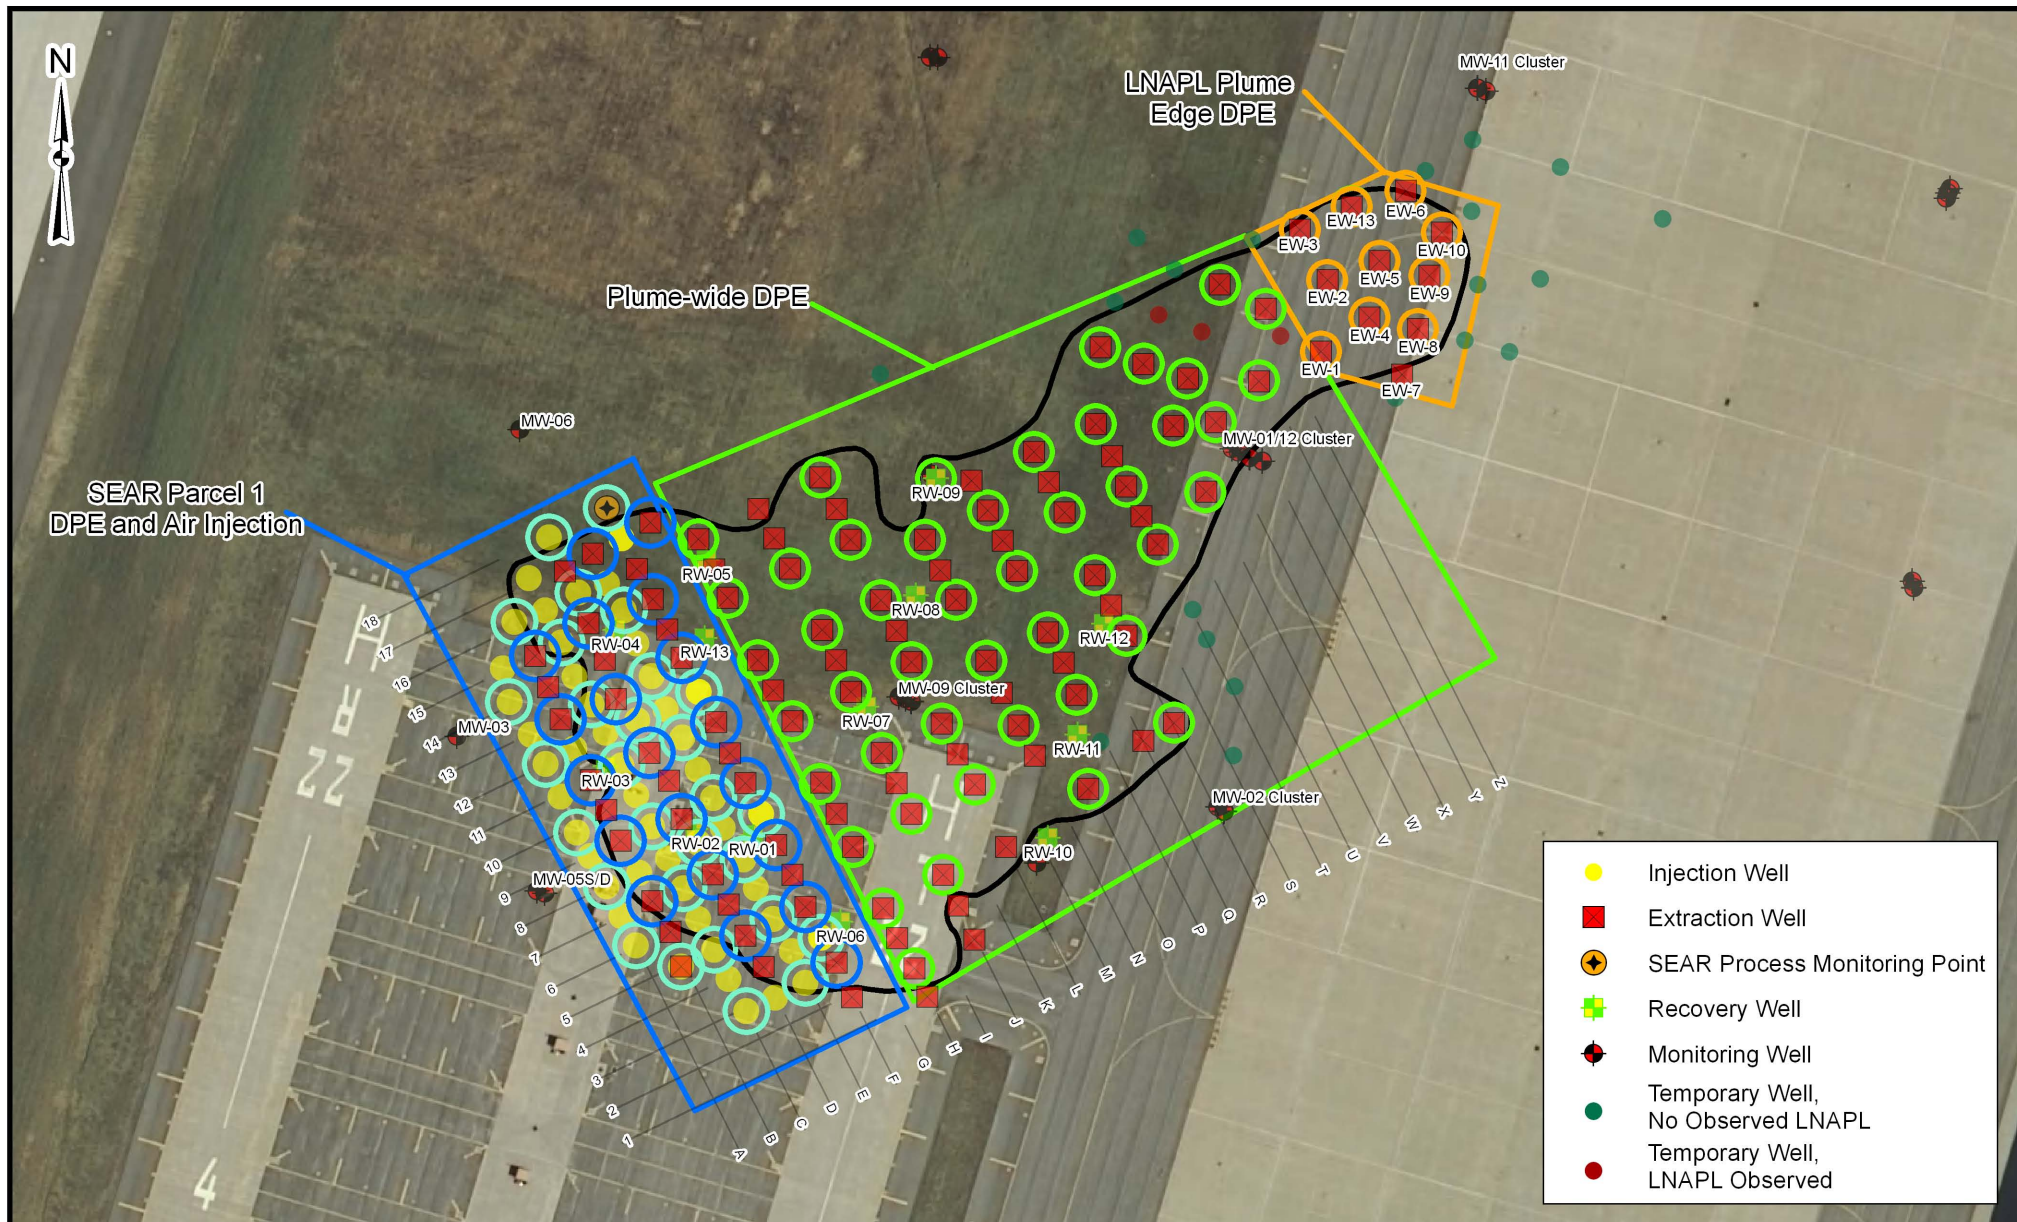 N
MW-11 Cluster
LNAPL Plume
Edge DPE
EW-6
EW-13
EW-3
EW-10
EW-5
EW-2
EW-9
EW-4
EW-8
EW-1
EW-7
Plume-wide DPE
MW-06
MW-01/12 Cluster
SEAR Parcel 1
DPE and Air Injection
RW-09
RW-05
RW-08
RW-12
RW-04
RW-13
MW-09 Cluster
RW-07
MW-03
RW-11
RW-03
MW-02 Cluster
RW-02
RW-01
RW-10
MW-05S/D
RW-06
18
17
16
15
14
13
12
11
10
9
8
7
6
5
4
3
2
1
A
B
C
D
E
F
G
H
I
J
K
L
M
N
O
P
Q
R
S
T
U
V
W
X
Y
Z
H
R
22
H
4
Injection Well
Extraction Well
SEAR Process Monitoring Point
Recovery Well
Monitoring Well
Temporary Well,
No Observed LNAPL
Temporary Well,
LNAPL Observed